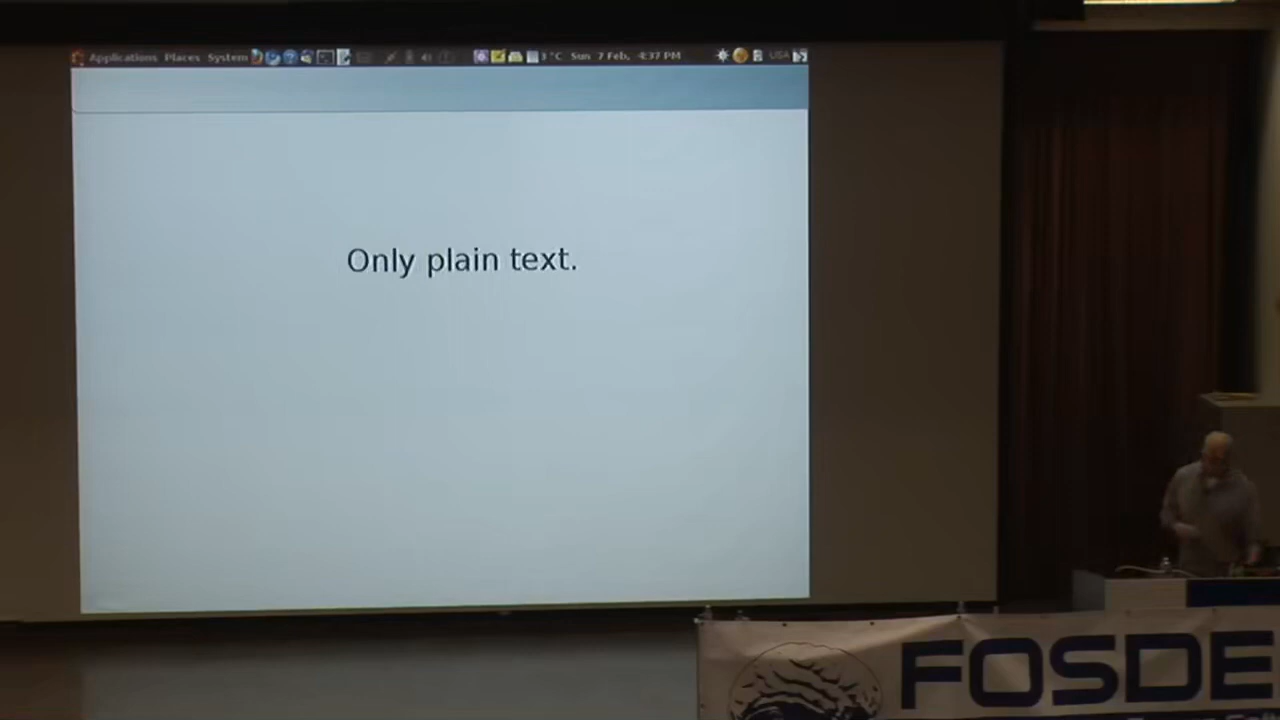 Applications Places System 3 °C Sun 7 Feb, 4:37 PM USA
Only plain text.
FOSDE